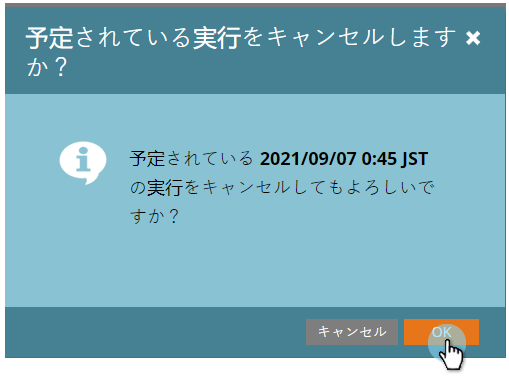 予定されている実行をキャンセルします
か？
予定されている 2021/09/07 0:45 JST
の実行をキャンセルしてもよろしいで
すか？
キャンセル
OK